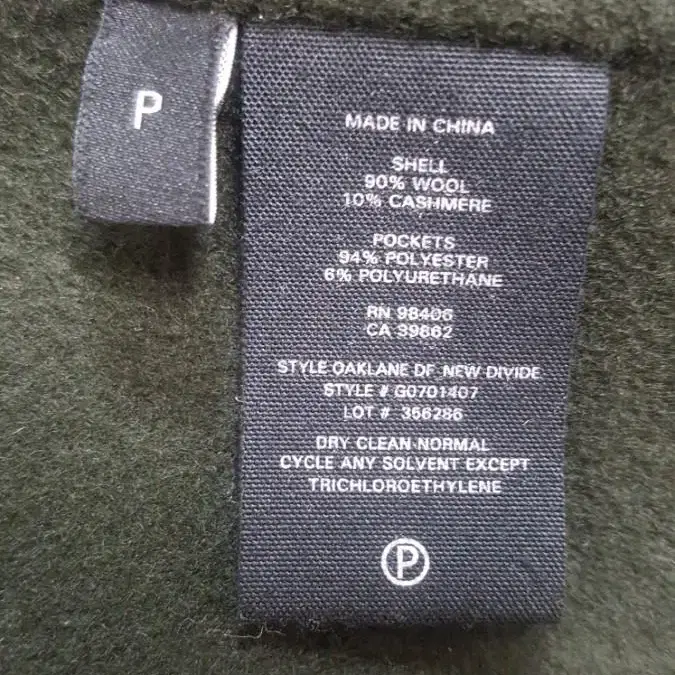 P
MADE IN CHINA
SHELL
90% WOOL
10% CASHMERE
POCKETS
94% POLYESTER
6% POLYURETHANE
RN 98406
CA 39662
STYLE OAKLANE DF NEW DIVIDE
STYLE # G0701407
LOT # 356286
DRY CLEAN-NORMAL
CYCLE ANY SOLVENT EXCEPT
TRICHLOROETHYLENE
P